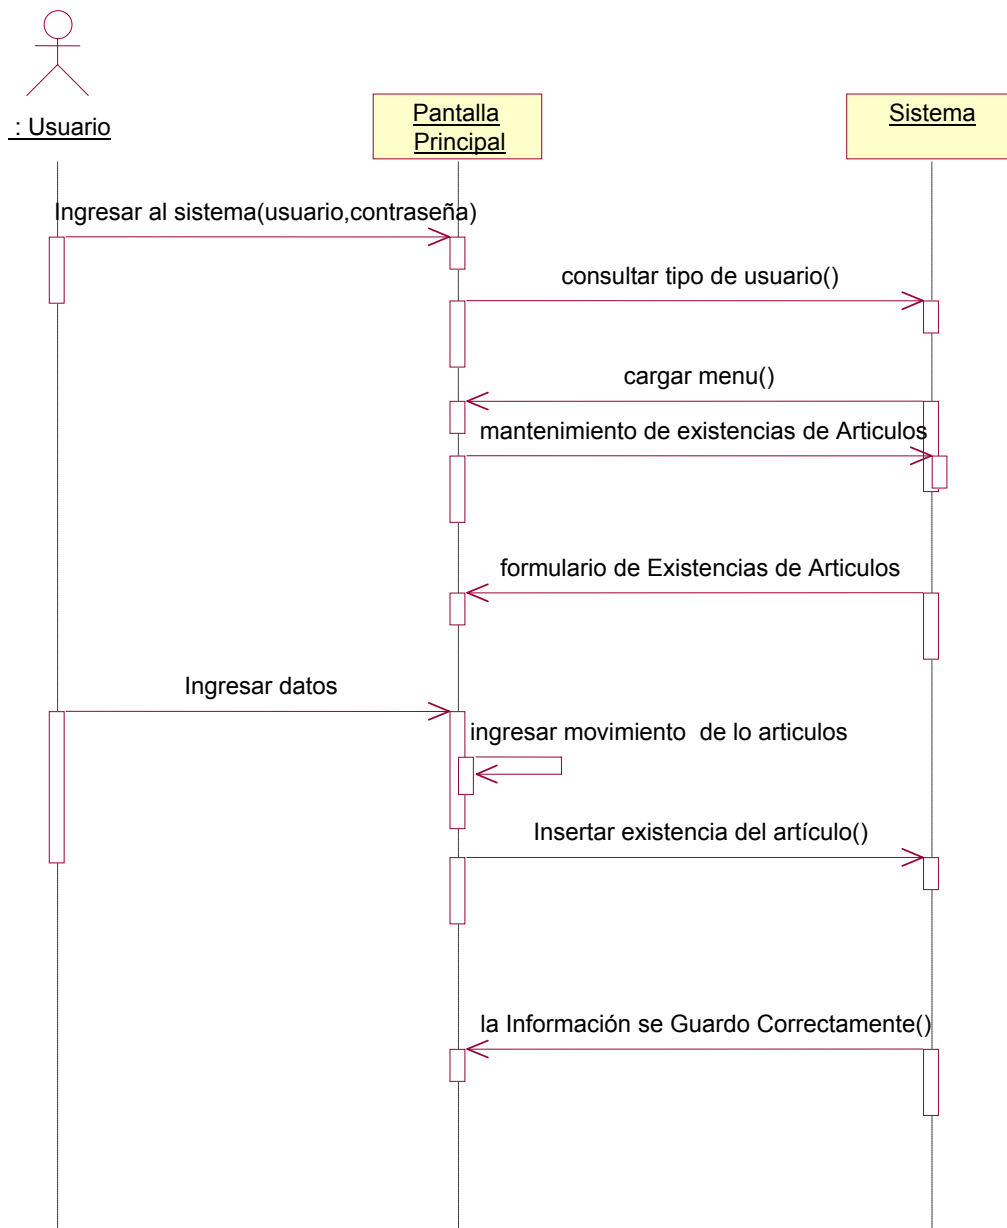 : Usuario
Pantalla
Principal
Sistema
Ingresar al sistema(usuario,contraseña)
consultar tipo de usuario()
cargar menu()
mantenimiento de existencias de Articulos
formulario de Existencias de Articulos
Ingresar datos
ingresar movimiento  de lo articulos
Insertar existencia del artículo()
la Información se Guardo Correctamente()